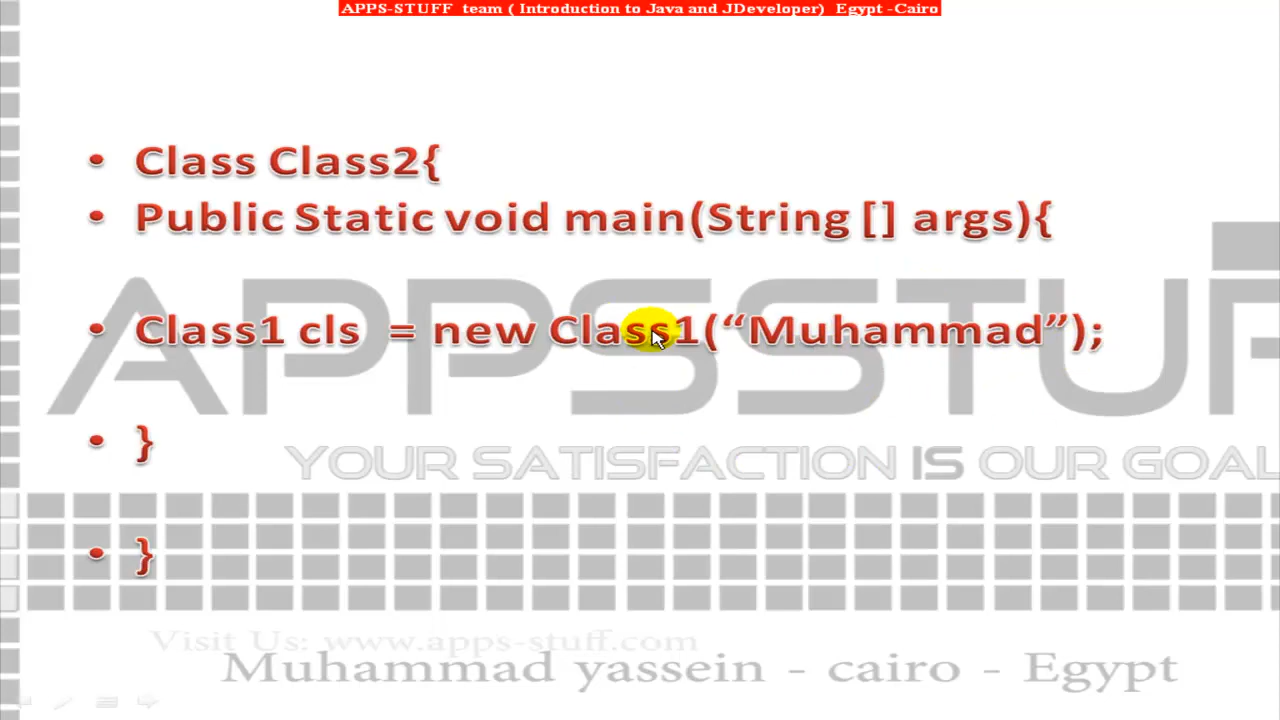 APPS-STUFF team ( Introduction to Java and JDeveloper) Egypt -Cairo
• Class Class2{
• Public Static void main(String [] args){
• Class1 cls = new Class1(“Muhammad”);
• }
• }
APPSSTUF
YOUR SATISFACTION IS OUR GOAL
Visit Us: www.apps-stuff.com
Muhammad yassein - cairo - Egypt